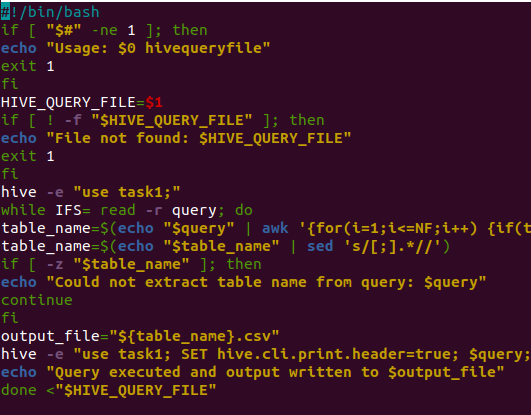 #!/bin/bash
if [ "$#" -ne 1 ]; then
echo "Usage: $0 hivequeryfile"
exit 1
fi
HIVE_QUERY_FILE=$1
if [ ! -f "$HIVE_QUERY_FILE" ]; then
echo "File not found: $HIVE_QUERY_FILE"
exit 1
fi
hive -e "use task1;"
while IFS= read -r query; do
table_name=$(echo "$query" | awk '{for(i=1;i<=NF;i++) {if(t
table_name=$(echo "$table_name" | sed 's/[;].*//')
if [ -z "$table_name" ]; then
echo "Could not extract table name from query: $query"
continue
fi
output_file="${table_name}.csv"
hive -e "use task1; SET hive.cli.print.header=true; $query;
echo "Query executed and output written to $output_file"
done <"$HIVE_QUERY_FILE"